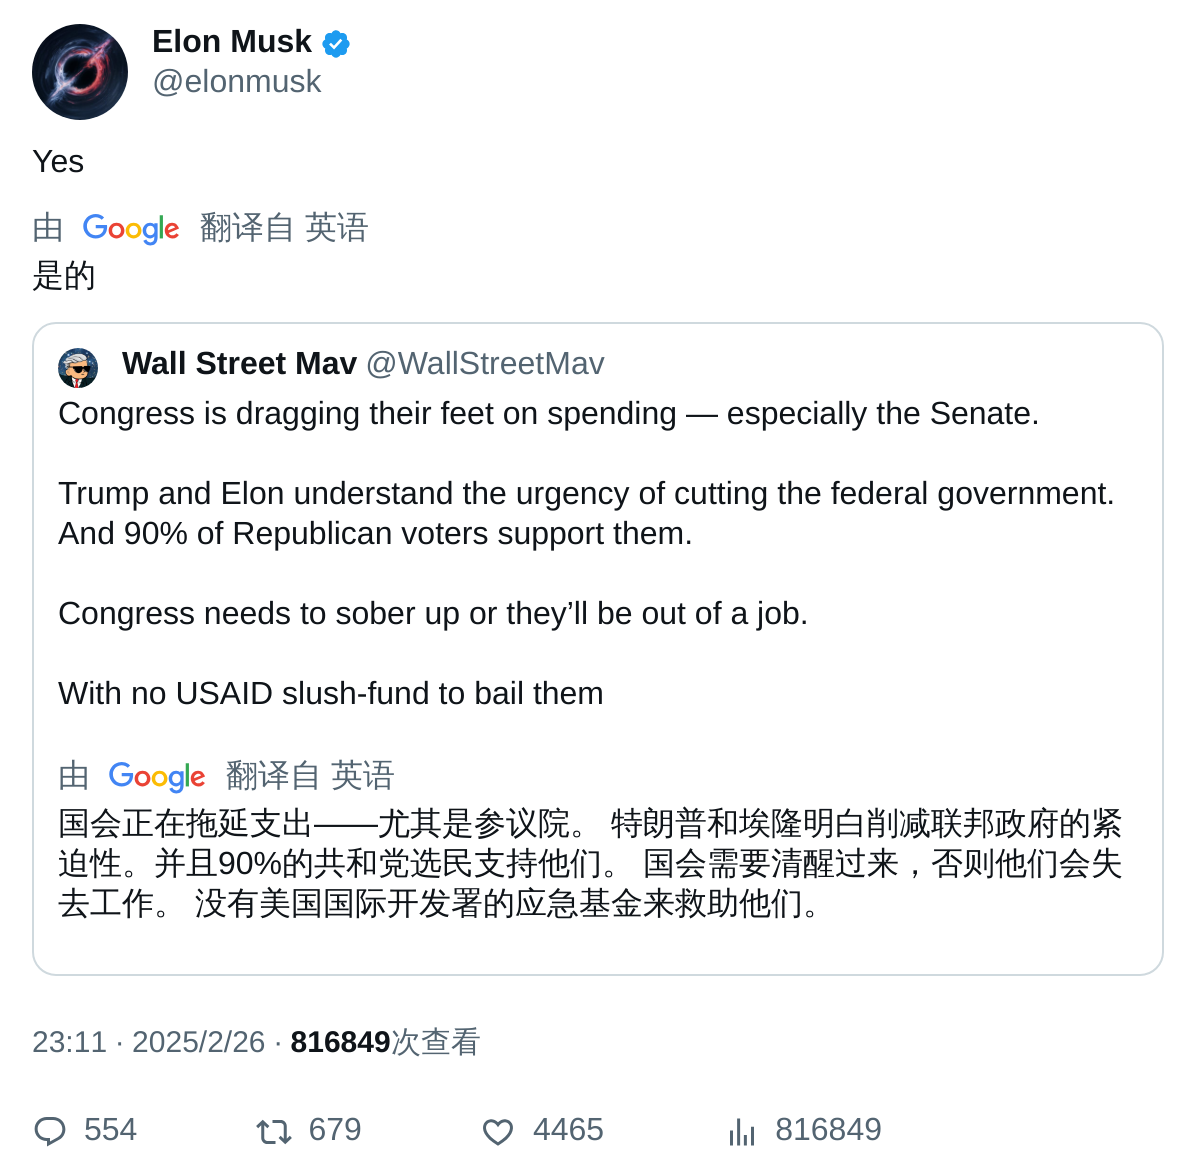 Elon Musk
@elonmusk
Yes
由 Google 翻译自 英语
是的
Wall Street Mav @WallStreetMav
Congress is dragging their feet on spending — especially the Senate.
Trump and Elon understand the urgency of cutting the federal government.
And 90% of Republican voters support them.
Congress needs to sober up or they’ll be out of a job.
With no USAID slush-fund to bail them
由 Google 翻译自 英语
国会正在拖延支出——尤其是参议院。 特朗普和埃隆明白削减联邦政府的紧
迫性。并且90%的共和党选民支持他们。 国会需要清醒过来，否则他们会失
去工作。 没有美国国际开发署的应急基金来救助他们。
23:11 · 2025/2/26 · 816849次查看
554 679 4465 816849